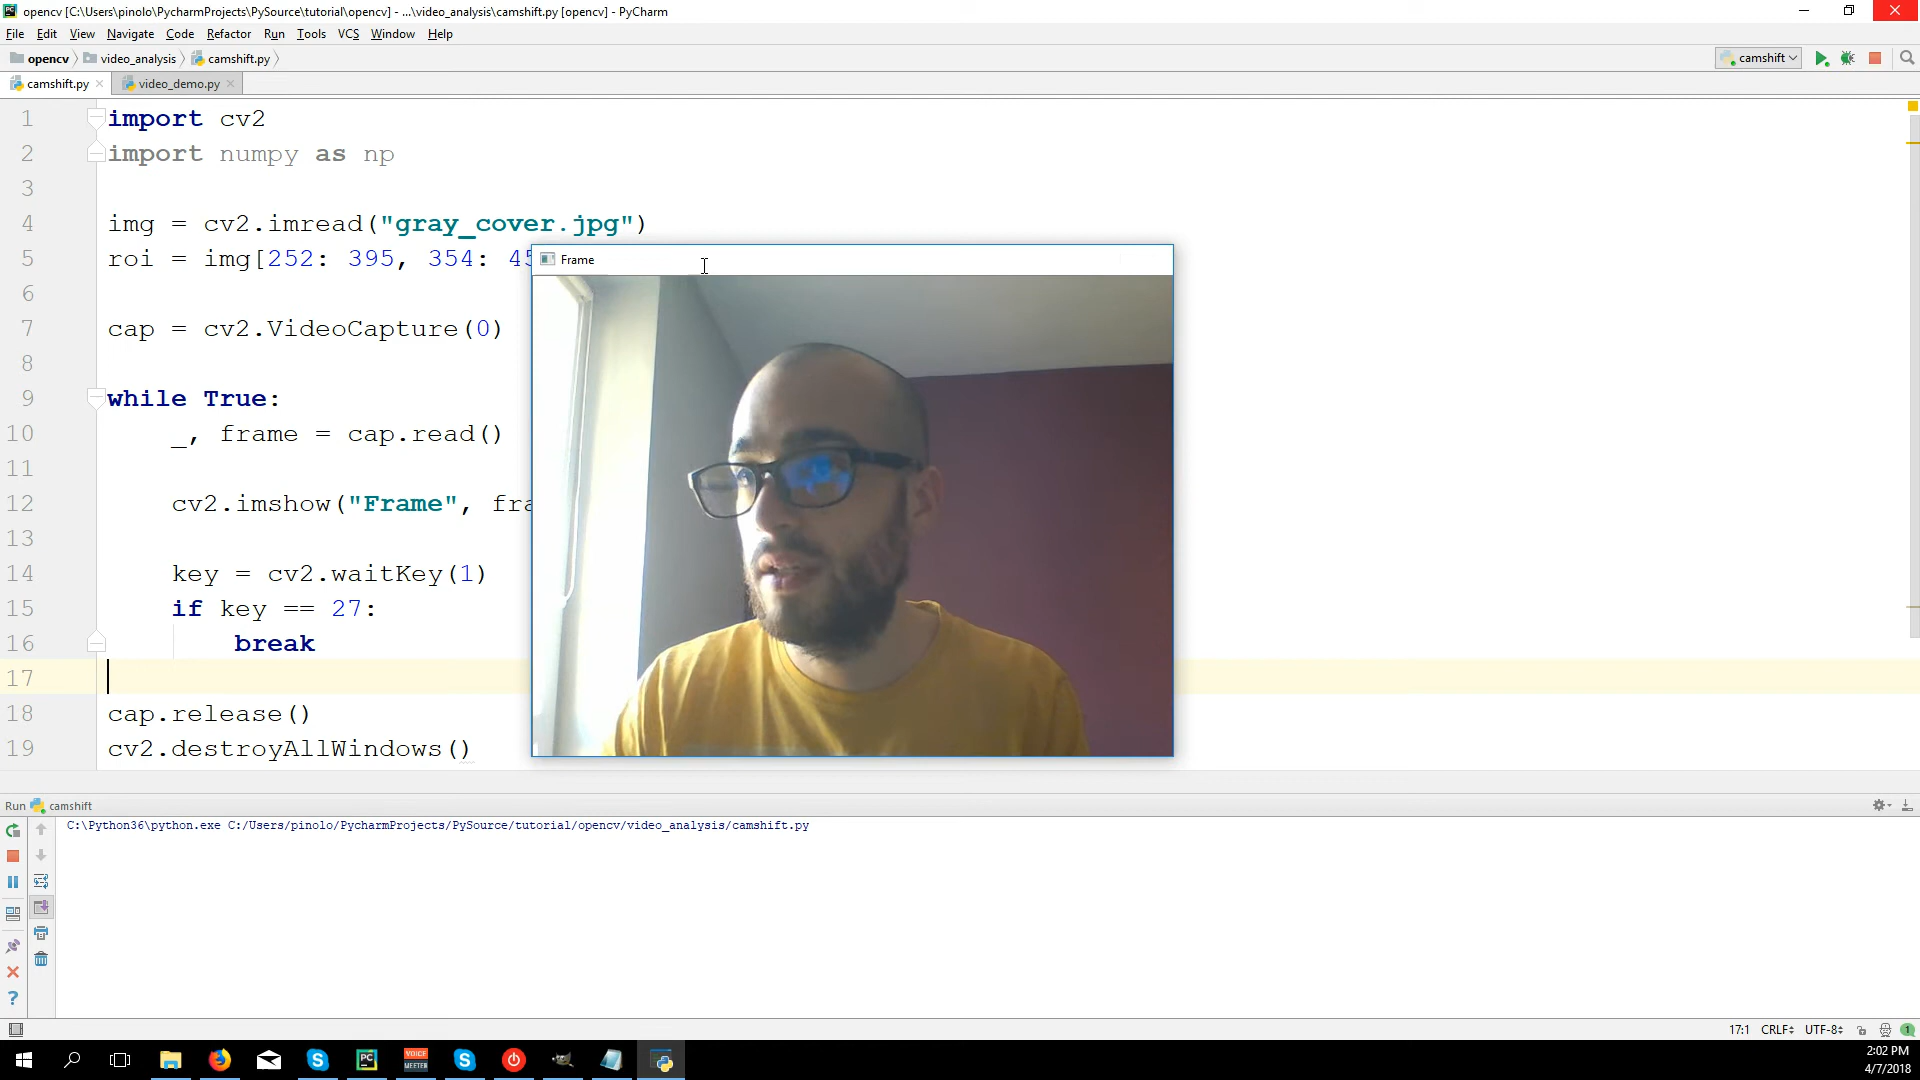 opencv [C:\Users\pinolo\PycharmProjects\PySource\tutorial\opencv] - ...\video_analysis\camshift.py [opencv] - PyCharm
File Edit View Navigate Code Refactor Run Tools VCS Window Help
opencv video_analysis camshift.py camshift
camshift.py video_demo.py
1 import cv2
2 import numpy as np
3
4 img = cv2.imread("gray_cover.jpg")
5 roi = img[252: 395, 354: 45
Frame
6
7 cap = cv2.VideoCapture(0)
8
9 while True:
10 _, frame = cap.read()
11
12 cv2.imshow("Frame", fra
13
14 key = cv2.waitKey(1)
15 if key == 27:
16 break
17
18 cap.release()
19 cv2.destroyAllWindows()
Run camshift
C:\Python36\python.exe C:/Users/pinolo/PycharmProjects/PySource/tutorial/opencv/video_analysis/camshift.py
17:1 CRLF UTF-8 1
VOICE
MEETER
2:02 PM
4/7/2018